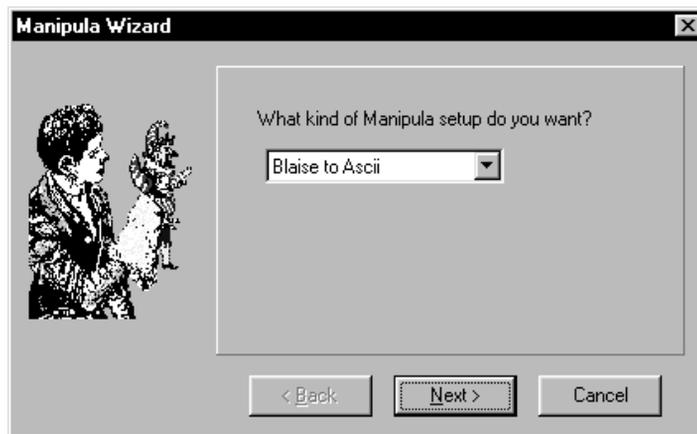 Manipula Wizard
What kind of Manipula setup do you want?
Blaise to Ascii
< Back
Next >
Cancel